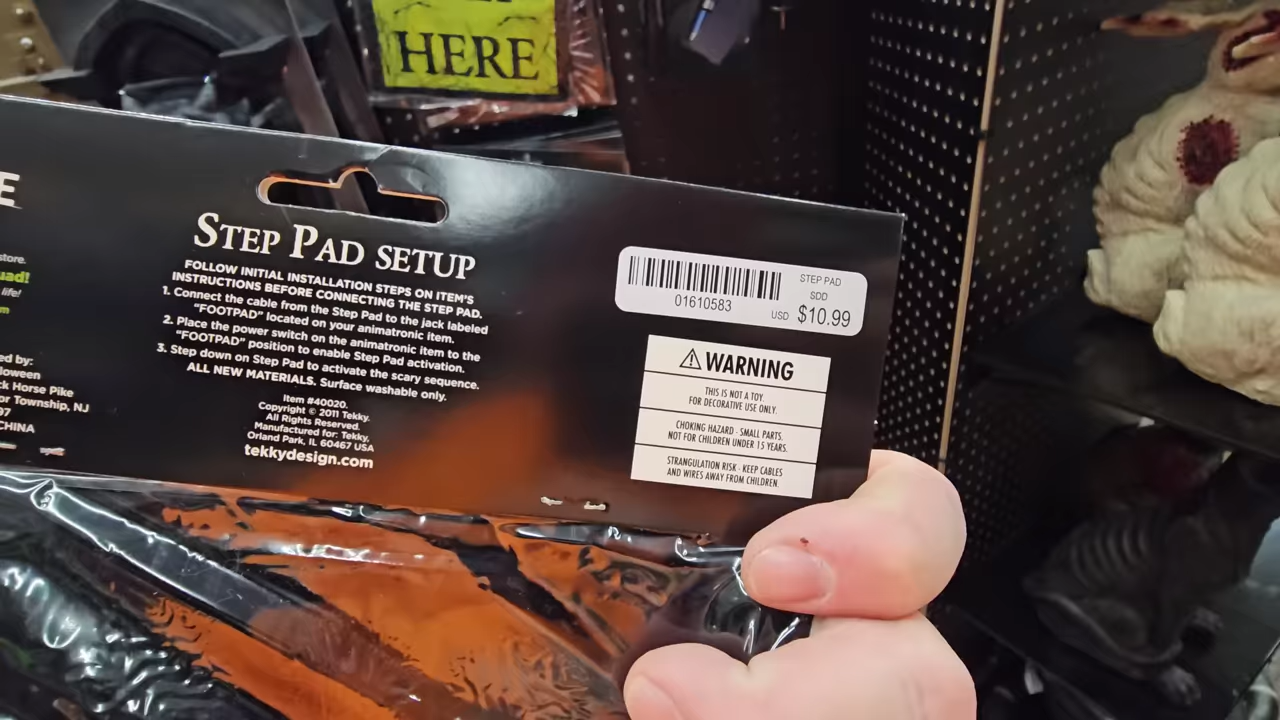 HERE
E
store.
uad!
life!
m
ed by:
loween
ck Horse Pike
or Township, NJ
97
CHINA
STEP PAD SETUP
FOLLOW INITIAL INSTALLATION STEPS ON ITEM'S
INSTRUCTIONS BEFORE CONNECTING THE STEP PAD.
1. Connect the cable from the Step Pad to the jack labeled
"FOOTPAD" located on your animatronic item.
2. Place the power switch on the animatronic item to the
"FOOTPAD" position to enable Step Pad activation.
3. Step down on Step Pad to activate the scary sequence.
ALL NEW MATERIALS. Surface washable only.
Item #40020.
Copyright © 2011 Tekky.
All Rights Reserved.
Manufactured for: Tekky,
Orland Park, IL 60467 USA
tekkydesign.com
STEP PAD
SDD
01610583
USD $10.99
⚠ WARNING
THIS IS NOT A TOY.
FOR DECORATIVE USE ONLY.
CHOKING HAZARD - SMALL PARTS.
NOT FOR CHILDREN UNDER 15 YEARS.
STRANGULATION RISK - KEEP CABLES
AND WIRES AWAY FROM CHILDREN.